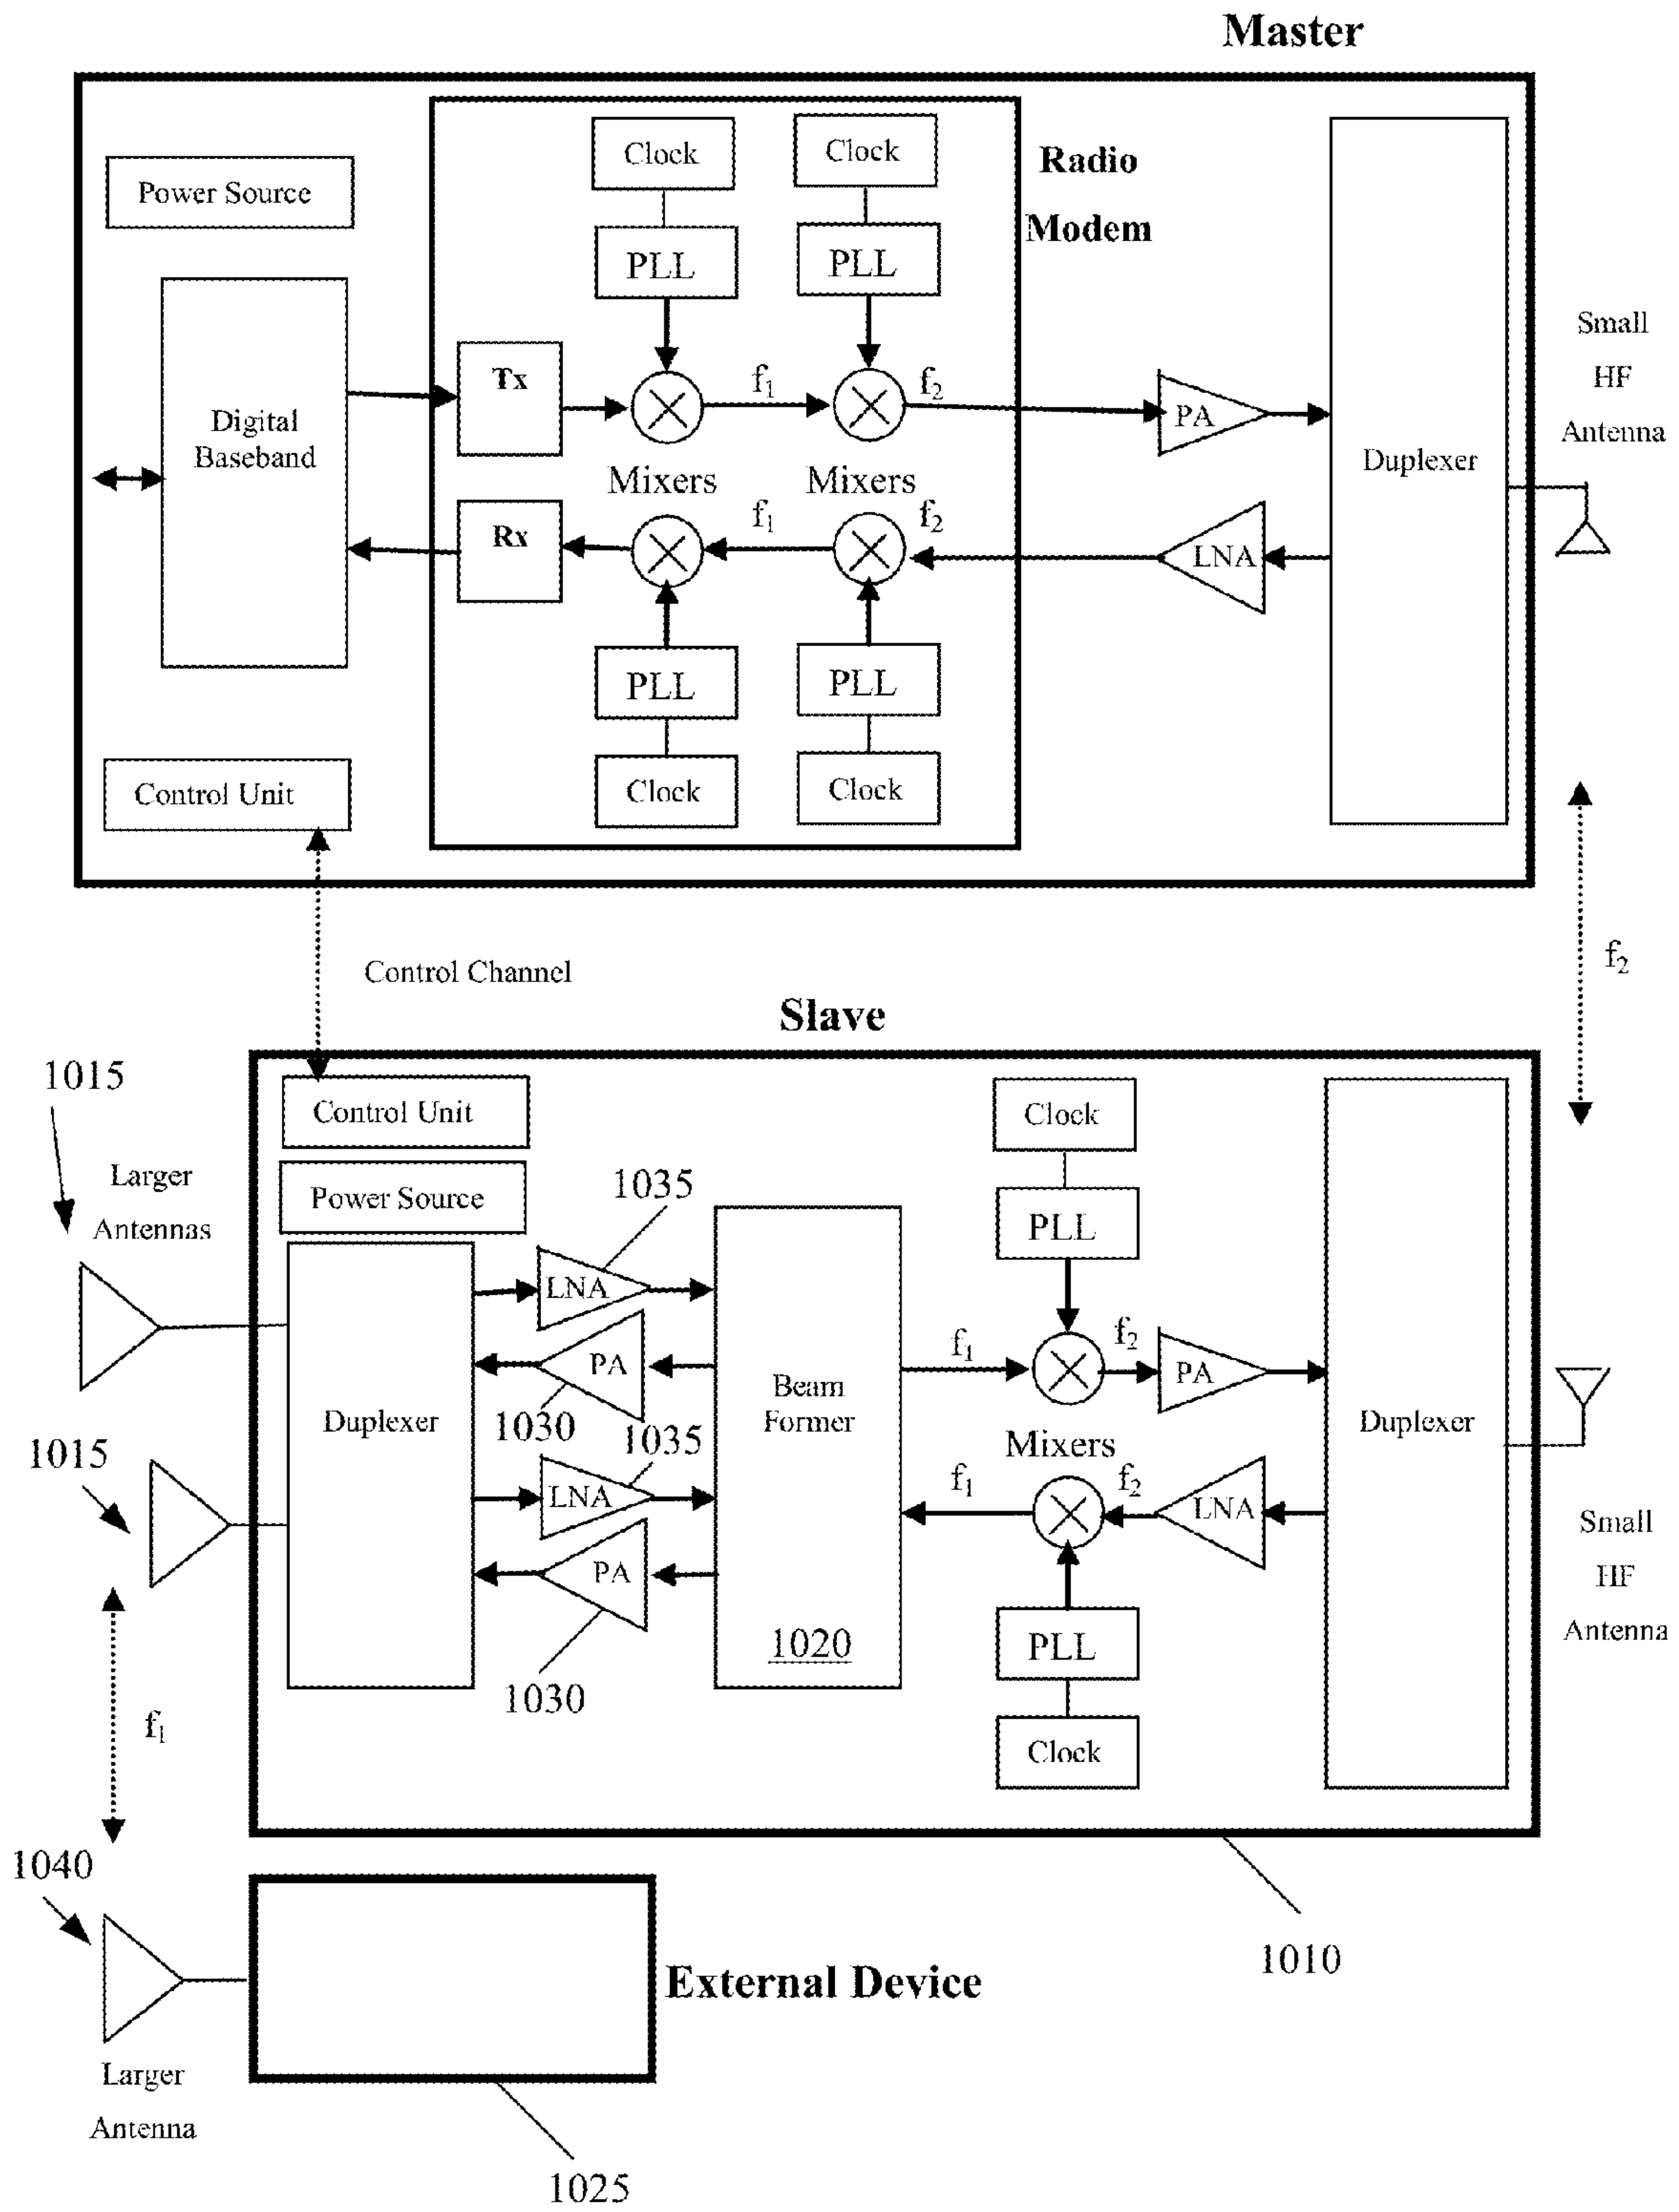 Master
Clock
Clock
Radio
Modem
Power Source
PLL
PLL
Small
HF
Antenna
Tx
f1
f2
PA
Digital
Baseband
Duplexer
Mixers
Mixers
Rx
f1
f2
LNA
PLL
PLL
Control Unit
Clock
Clock
f2
Control Channel
Slave
1015
Control Unit
Clock
Larger
Antennas
Power Source
1035
PLL
LNA
f1
f2
PA
PA
Beam
Former
Duplexer
Duplexer
1030
1035
Mixers
1015
LNA
f1
f2
LNA
Small
HF
Antenna
PA
1020
PLL
1030
f1
Clock
1040
1010
External Device
Larger
Antenna
1025